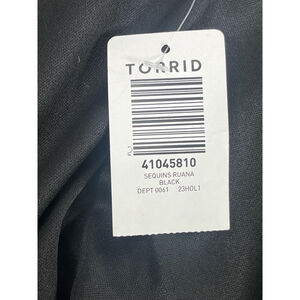 TORRID
41045810
SEQUINS RUANA
BLACK
DEPT 0061 23HOL1